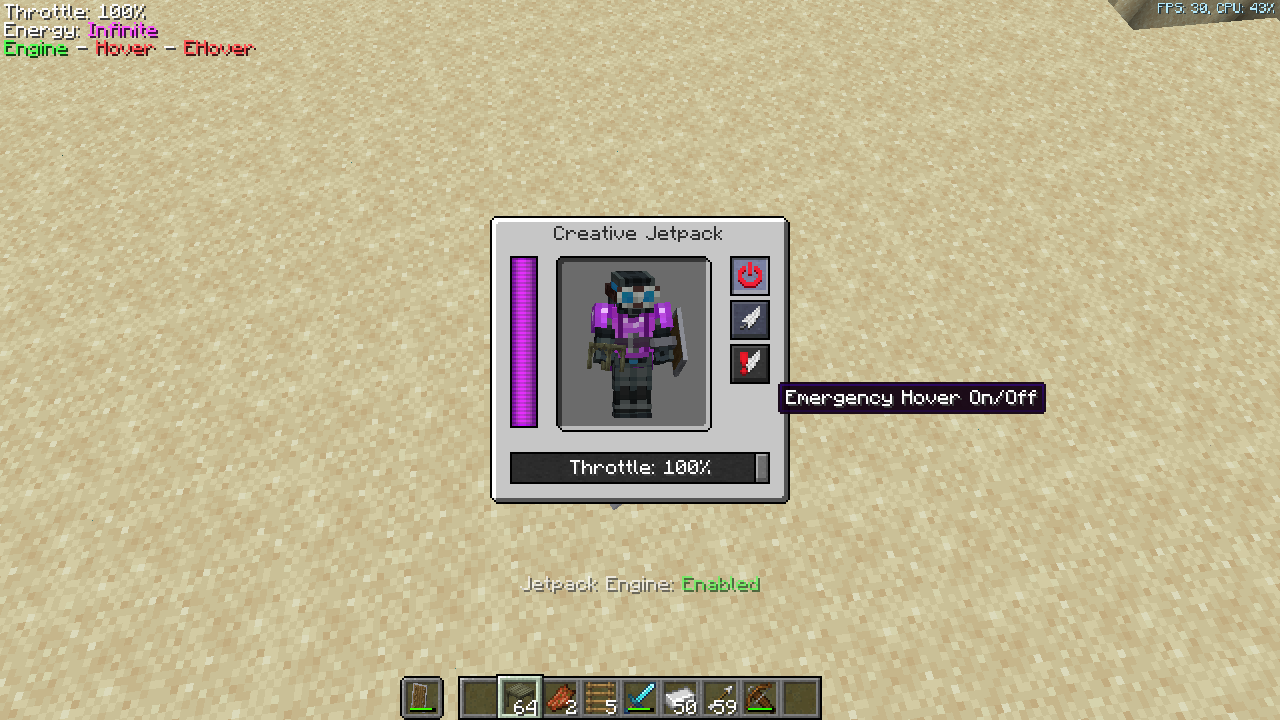 Throttle: 100%
FPS: 30, CPU: 43%
Energy: Infinite
Engine - Hover - EHover
Creative Jetpack
Emergency Hover On/Off
Throttle: 100%
Jetpack Engine: Enabled
64 2 5 50 59